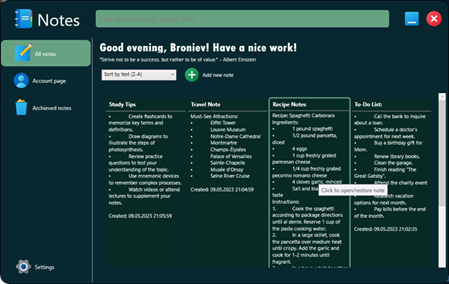 Notes
All notes
Account page
Archieved notes
Settings
Good evening, Broniev! Have a nice work!
"Strive not to be a success, but rather to be of value." - Albert Einstein
Sort by text (Z-A)
Add new note
Study Tips
• Create flashcards to
memorize key terms and
definitions.
• Draw diagrams to
illustrate the steps of
photosynthesis.
• Review practice
questions to test your
understanding of the topic.
• Use mnemonic devices
to remember complex processes.
• Watch videos or attend
lectures to supplement your
notes.
Created: 09.05.2023 21:05:59
Travel Note
Must-See Attractions:
• Eiffel Tower
• Louvre Museum
• Notre-Dame Cathedral
• Montmartre
• Champs-Élysées
• Palace of Versailles
• Sainte-Chapelle
• Musée d'Orsay
• Seine River Cruise
Created: 09.05.2023 21:04:59
Recipe Notes
Recipe: Spaghetti Carbonara
Ingredients:
• 1 pound spaghetti
• 1/2 pound pancetta,
diced
• 4 eggs
• 1 cup freshly grated
parmesan cheese
• 1/4 cup freshly grated
pecorino romano cheese
• 4 cloves garlic, minced
• Salt and
taste
Instructions:
1. Cook the spaghetti
according to package directions
until al dente. Reserve 1 cup of
the pasta cooking water.
2. In a large skillet, cook
the pancetta over medium heat
until crispy. Add the garlic and
cook for 1-2 minutes until
fragrant.
To-Do List:
• Call the bank to inquire
about a loan.
• Schedule a doctor's
appointment for next week.
• Buy a birthday gift for
Mom.
• Renew library books.
• Clean the garage.
• Finish reading "The
Great Gatsby".
• Attend the charity event
Click to open/restore note
research vacation
options for next month.
• Pay bills before the end
of the month.
Created: 09.05.2023 21:02:35